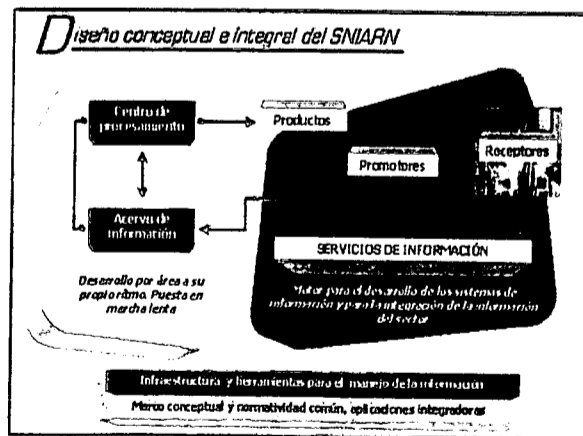 Diseño conceptual e integral del SNIARN
Centro de
procesamiento
Productos
Promotores
Receptores
Acervo de
información
SERVICIOS DE INFORMACIÓN
Desarrollo por área a su
propio ritmo. Puesta en
marcha lenta
Motor para el desarrollo de los sistemas de
información y para la integración de la información
del sector
Infraestructura y herramientas para el manejo de la información
Marco conceptual y normatividad común, aplicaciones integradoras